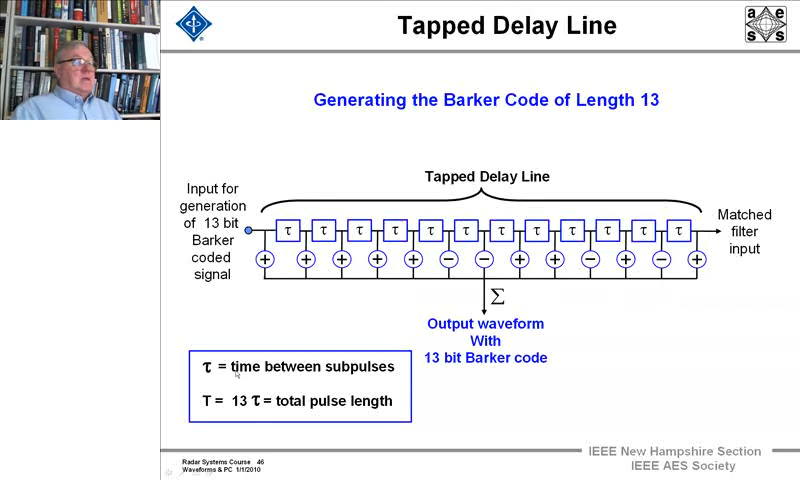 Tapped Delay Line
a e
s s
Generating the Barker Code of Length 13
Tapped Delay Line
Input for
generation
of 13 bit
Barker
coded
signal
τ τ τ τ τ τ τ τ τ τ τ τ
Matched
filter
input
+ + + + + − − + + − + − +
Σ
Output waveform
With
13 bit Barker code
τ = time between subpulses
T = 13 τ = total pulse length
Radar Systems Course 46
Waveforms & PC 1/1/2010
IEEE New Hampshire Section
IEEE AES Society